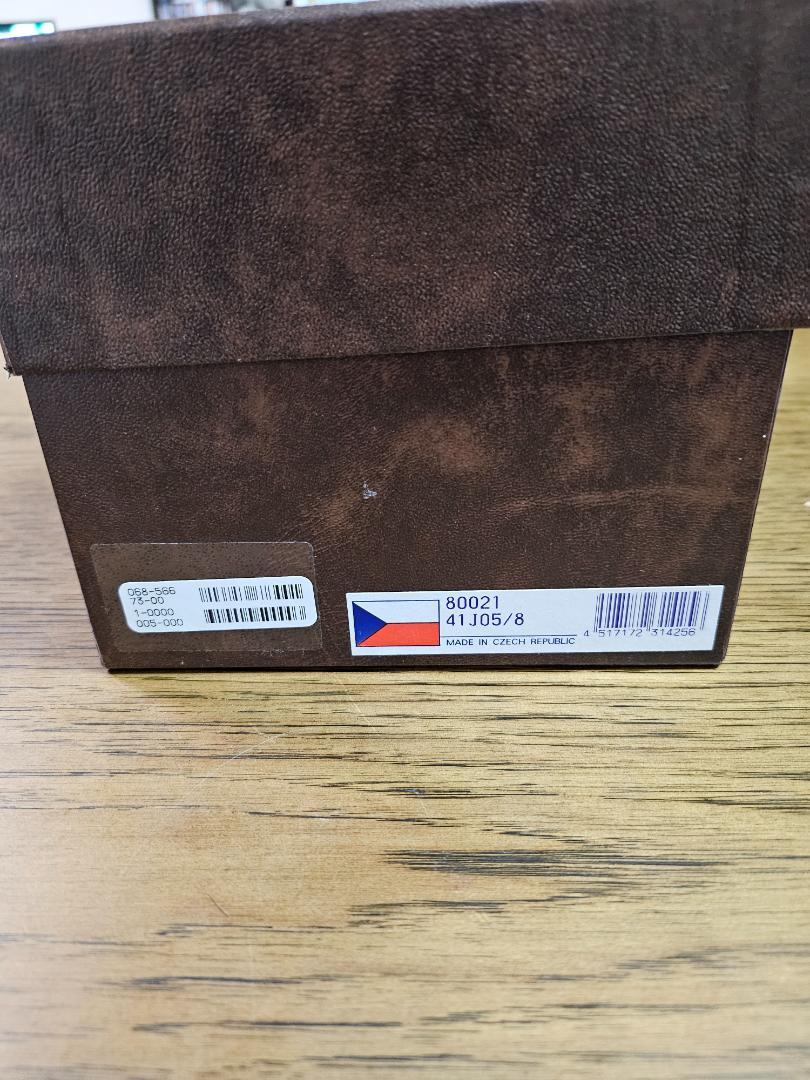 068-566
73-00
1-0000
005-000
80021
41J05/8
MADE IN CZECH REPUBLIC
4 517172 314256